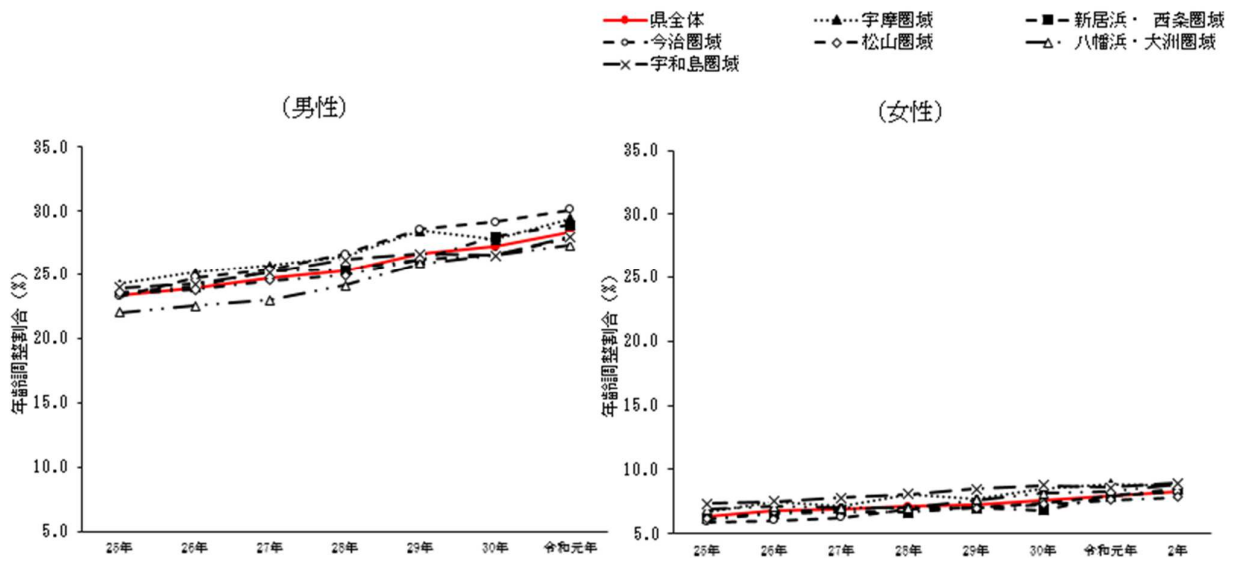 県全体
宇摩圏域
新居浜・ 西条圏域
今治圏域
松山圏域
八幡浜・大洲圏域
宇和島圏域
(男性)
年齢調整割合(%)
35.0
30.0
25.0
20.0
15.0
10.0
5.0
25年 26年 27年 28年 29年 30年 令和元年
(女性)
年齢調整割合(%)
35.0
30.0
25.0
20.0
15.0
10.0
5.0
25年 26年 27年 28年 29年 30年 令和元年 2年